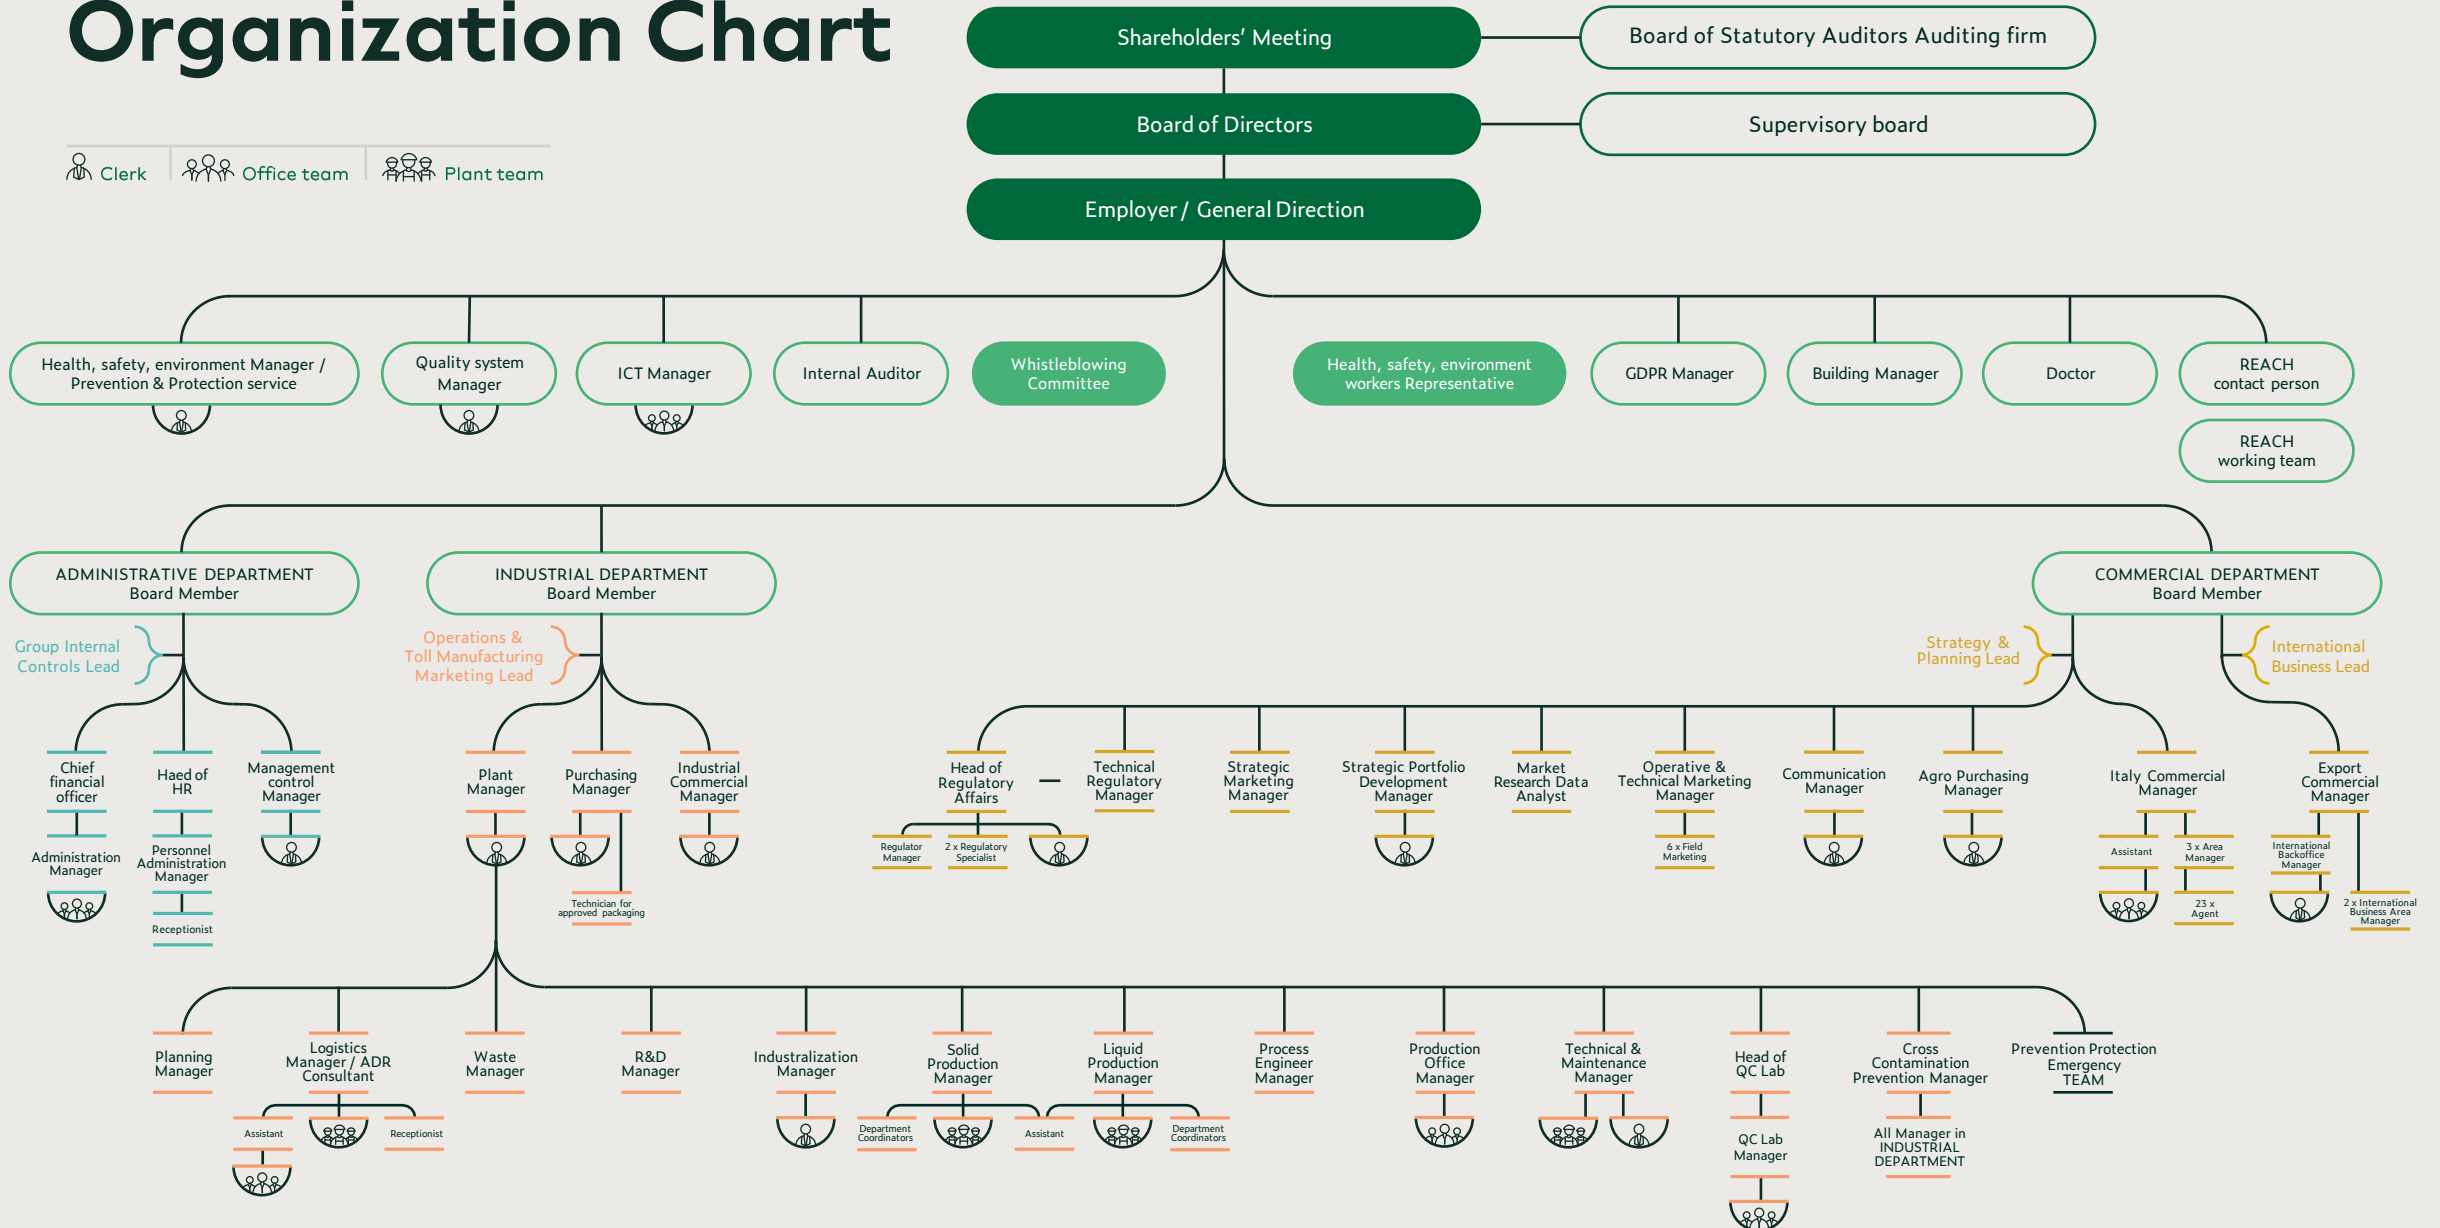 Organization Chart
Shareholders' Meeting
Board of Statutory Auditors Auditing firm
Board of Directors
Supervisory board
Clerk
Office team
Plant team
Employer / General Direction
Health, safety, environment Manager /
Prevention & Protection service
Quality system
Manager
ICT Manager
Internal Auditor
Whistleblowing
Committee
Health, safety, environment
workers Representative
GDPR Manager
Building Manager
Doctor
REACH
contact person
REACH
working team
ADMINISTRATIVE DEPARTMENT
Board Member
INDUSTRIAL DEPARTMENT
Board Member
COMMERCIAL DEPARTMENT
Board Member
Group Internal
Controls Lead
Operations &
Toll Manufacturing
Marketing Lead
Strategy &
Planning Lead
International
Business Lead
Chief
financial
officer
Haed of
HR
Management
control
Manager
Plant
Manager
Purchasing
Manager
Industrial
Commercial
Manager
Head of
Regulatory
Affairs
Technical
Regulatory
Manager
Strategic
Marketing
Manager
Strategic Portfolio
Development
Manager
Market
Research Data
Analyst
Operative &
Technical Marketing
Manager
Communication
Manager
Agro Purchasing
Manager
Italy Commercial
Manager
Export
Commercial
Manager
Administration
Manager
Personnel
Administration
Manager
Receptionist
Technician for
approved packaging
Regulator
Manager
2 x Regulatory
Specialist
6 x Field
Marketing
Assistant
3 x Area
Manager
23 x
Agent
International
Backoffice
Manager
2 x International
Business Area
Manager
Planning
Manager
Logistics
Manager / ADR
Consultant
Waste
Manager
R&D
Manager
Industralization
Manager
Solid
Production
Manager
Liquid
Production
Manager
Process
Engineer
Manager
Production
Office
Manager
Technical &
Maintenance
Manager
Head of
QC Lab
Cross
Contamination
Prevention Manager
Prevention Protection
Emergency
TEAM
Assistant
Receptionist
Department
Coordinators
Assistant
Department
Coordinators
QC Lab
Manager
All Manager in
INDUSTRIAL
DEPARTMENT